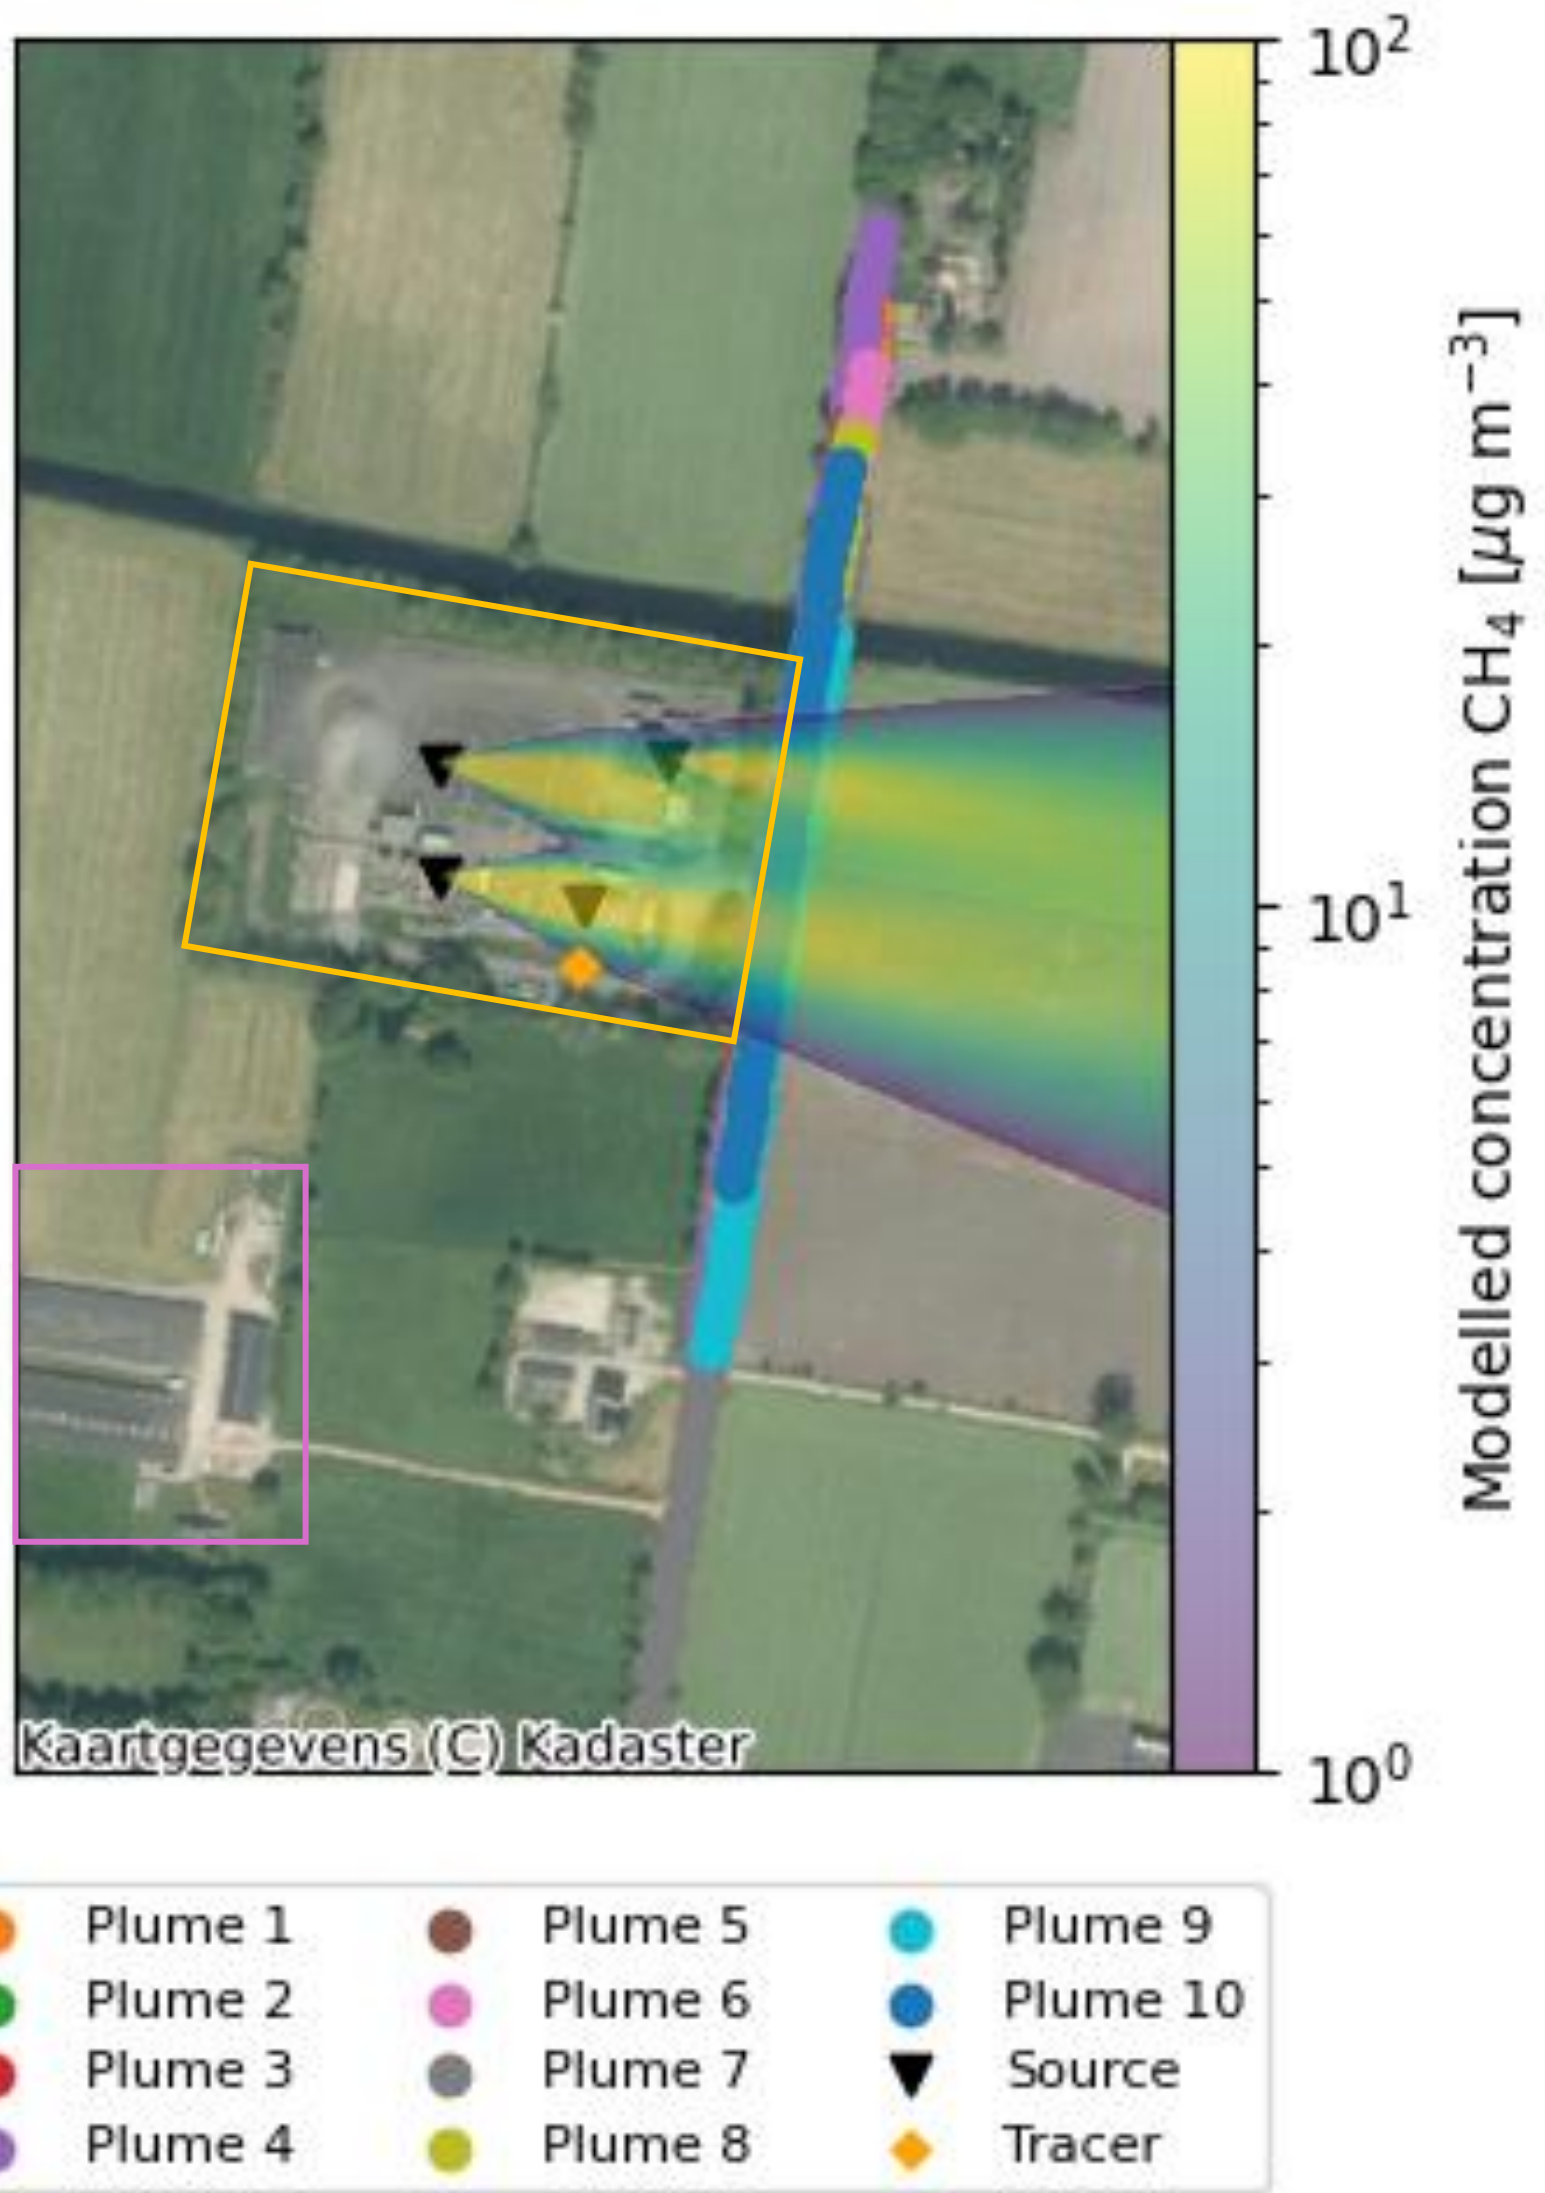 10²
Modelled concentration CH₄ [μg m⁻³]
10¹
Kaartgegevens (C) Kadaster
10⁰
Plume 1
Plume 5
Plume 9
Plume 2
Plume 6
Plume 10
Plume 3
Plume 7
Source
Plume 4
Plume 8
Tracer